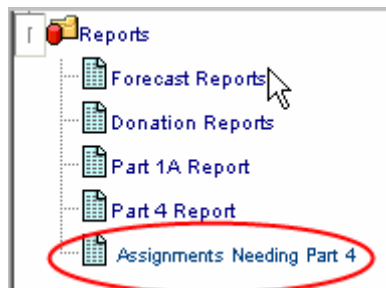 Reports
Forecast Reports
Donation Reports
Part 1A Report
Part 4 Report
Assignments Needing Part 4